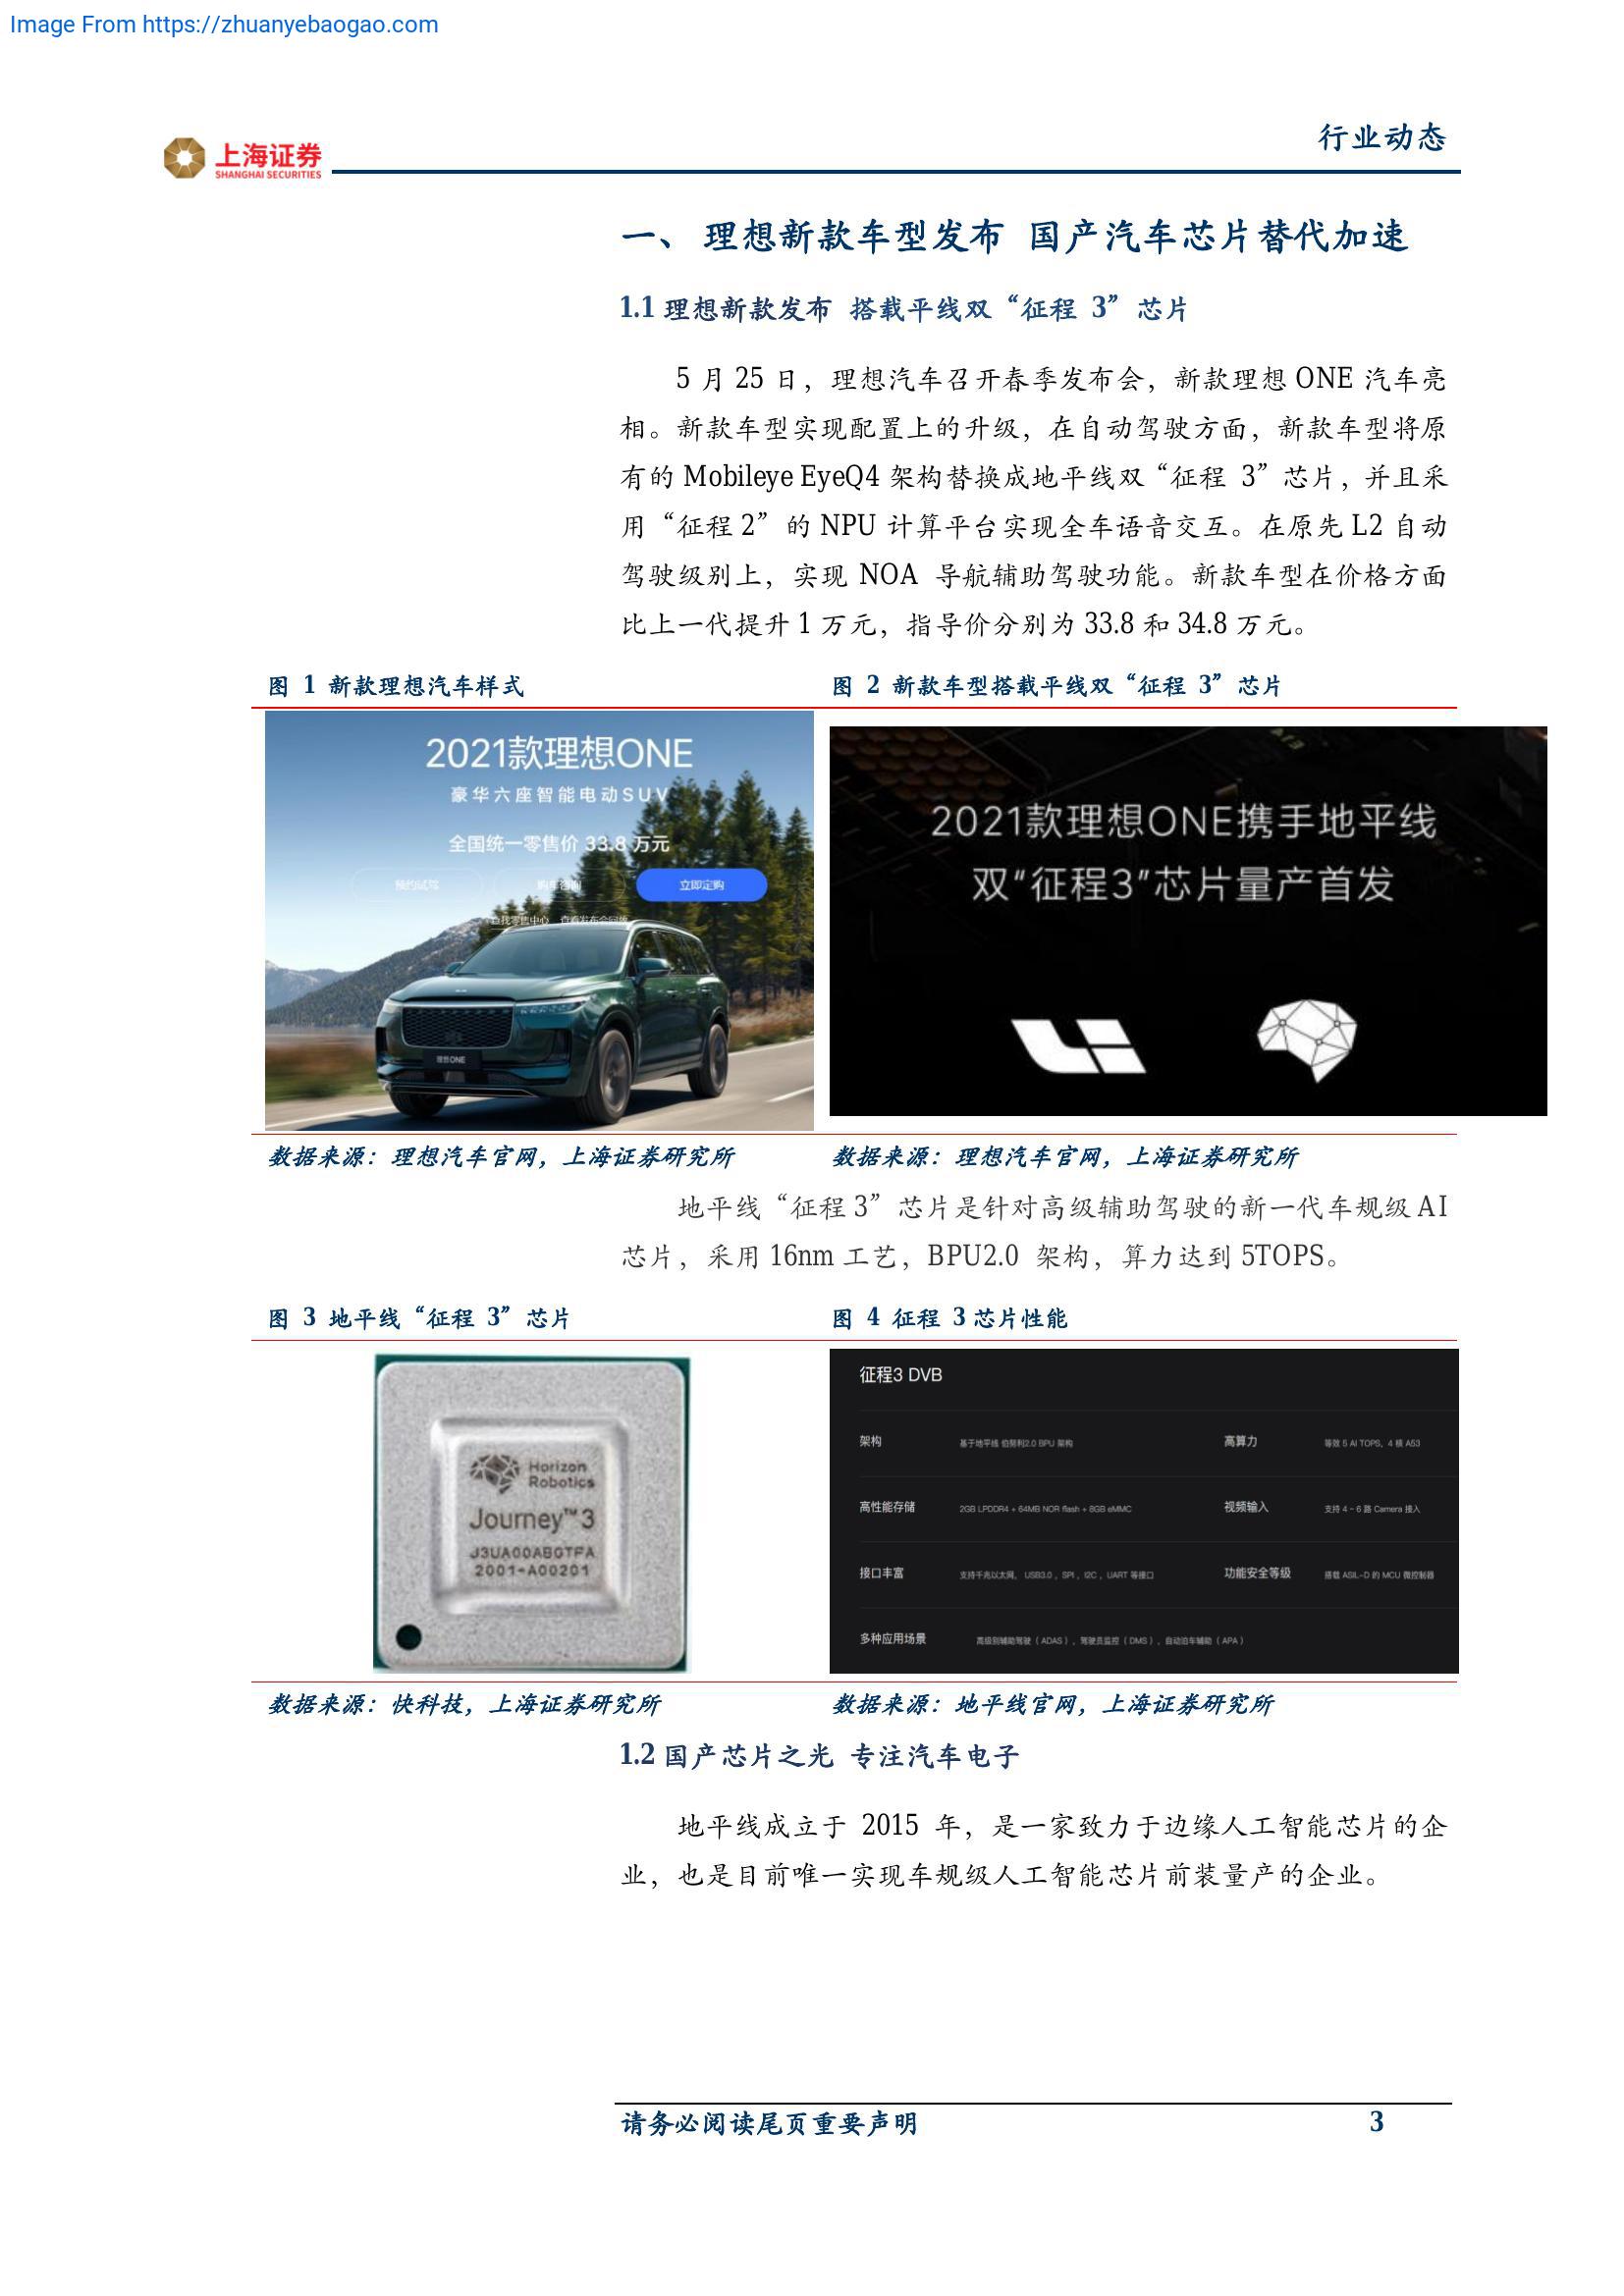 Image From https://zhuanyebaogao.com
上海证券
SHANGHAI SECURITIES
行业动态
一、 理想新款车型发布 国产汽车芯片替代加速
1.1 理想新款发布 搭载平线双“征程 3”芯片
5 月 25 日，理想汽车召开春季发布会，新款理想 ONE 汽车亮
相。新款车型实现配置上的升级，在自动驾驶方面，新款车型将原
有的 Mobileye EyeQ4 架构替换成地平线双“征程 3”芯片，并且采
用“征程 2”的 NPU 计算平台实现全车语音交互。在原先 L2 自动
驾驶级别上，实现 NOA 导航辅助驾驶功能。新款车型在价格方面
比上一代提升 1 万元，指导价分别为 33.8 和 34.8 万元。
图 1 新款理想汽车样式
图 2 新款车型搭载平线双“征程 3”芯片
2021款理想ONE
豪华六座智能电动SUV
全国统一零售价 33.8 万元
预约试驾 购车咨询 立即定购
查找零售中心 查看发布会回放
理想ONE
2021款理想ONE携手地平线
双“征程3”芯片量产首发
数据来源：理想汽车官网，上海证券研究所
数据来源：理想汽车官网，上海证券研究所
地平线“征程 3”芯片是针对高级辅助驾驶的新一代车规级 AI
芯片，采用 16nm 工艺，BPU2.0 架构，算力达到 5TOPS。
图 3 地平线“征程 3”芯片
图 4 征程 3 芯片性能
Horizon
Robotics
Journey™ 3
J3UA00ABGTFA
2001-A00201
征程3 DVB
架构 基于地平线 伯努利2.0 BPU 架构 高算力 等效 5 AI TOPS，4 核 A53
高性能存储 2GB LPDDR4 + 64MB NOR flash + 8GB eMMC 视频输入 支持 4 ~ 6 路 Camera 接入
接口丰富 支持千兆以太网， USB3.0 ，SPI ，I2C ，UART 等接口 功能安全等级 搭载 ASIL-D 的 MCU 微控制器
多种应用场景 高级别辅助驾驶（ADAS），驾驶员监控（DMS），自动泊车辅助（APA）
数据来源：快科技，上海证券研究所
数据来源：地平线官网，上海证券研究所
1.2 国产芯片之光 专注汽车电子
地平线成立于 2015 年，是一家致力于边缘人工智能芯片的企
业，也是目前唯一实现车规级人工智能芯片前装量产的企业。
请务必阅读尾页重要声明
3